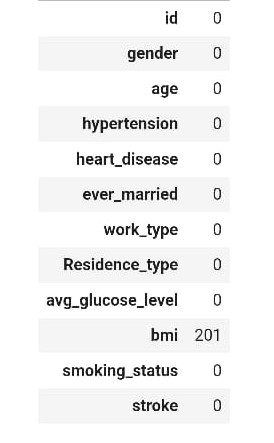 id 0
gender 0
age 0
hypertension 0
heart_disease 0
ever_married 0
work_type 0
Residence_type 0
avg_glucose_level 0
bmi 201
smoking_status 0
stroke 0